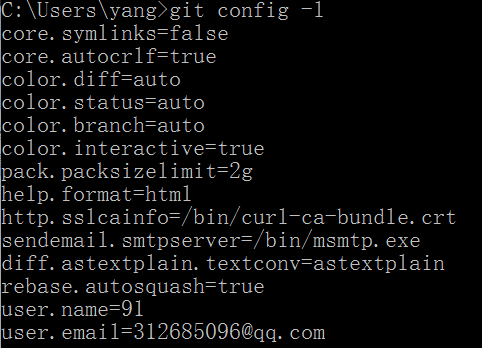 C:\Users\yang>git config -l
core.symlinks=false
core.autocrlf=true
color.diff=auto
color.status=auto
color.branch=auto
color.interactive=true
pack.packsizelimit=2g
help.format=html
http.sslcainfo=/bin/curl-ca-bundle.crt
sendemail.smtpserver=/bin/msmtp.exe
diff.astextplain.textconv=astextplain
rebase.autosquash=true
user.name=9l
user.email=312685096@qq.com